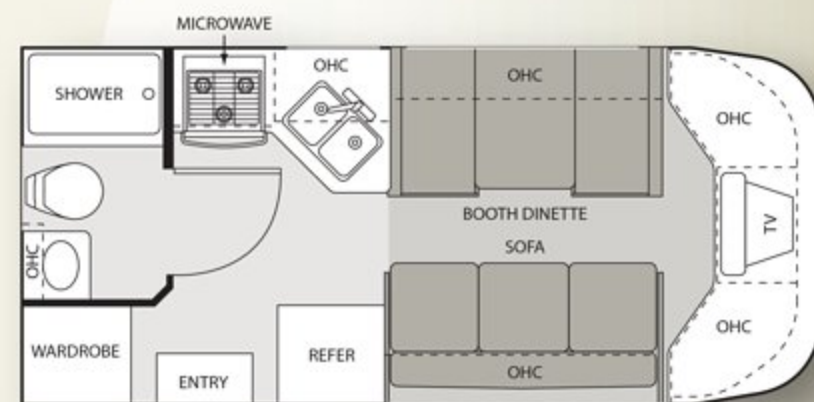 MICROWAVE
SHOWER
OHC
OHC
OHC
BOOTH DINETTE
TV
SOFA
OHC
OHC
WARDROBE
REFER
OHC
ENTRY